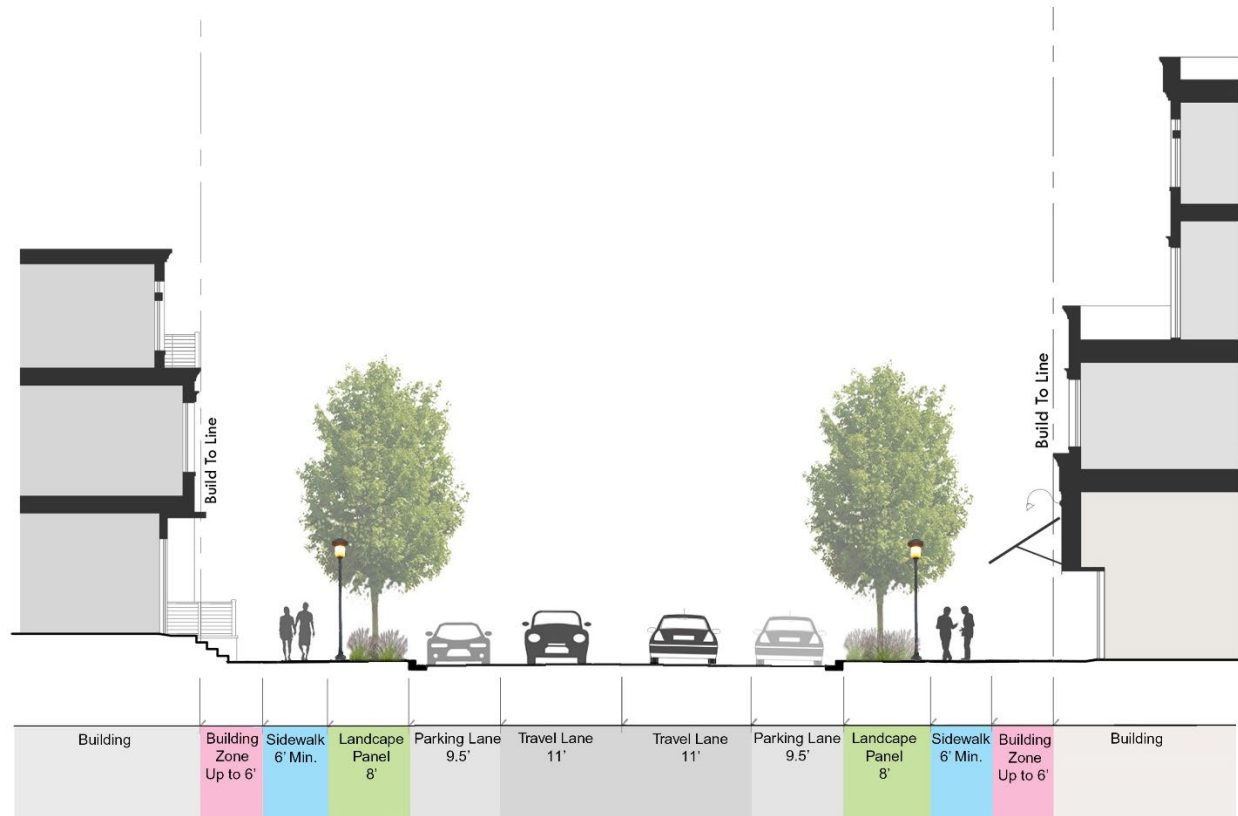 Build To Line
Build To Line
Building
Building
Zone
Up to 6'
Sidewalk
6' Min.
Landscape
Panel
8'
Parking Lane
9.5'
Travel Lane
11'
Travel Lane
11'
Parking Lane
9.5'
Landscape
Panel
8'
Sidewalk
6' Min.
Building
Zone
Up to 6'
Building